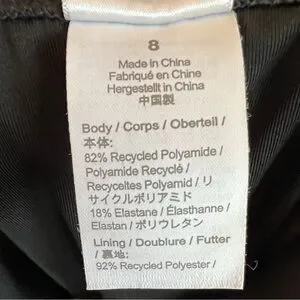 8
Made in China
Fabriqué en Chine
Hergestellt in China
中国製
Body / Corps / Oberteil /
本体:
82% Recycled Polyamide /
Polyamide Recyclé /
Recyceltes Polyamid / リ
サイクルポリアミド
18% Elastane / Élasthanne /
Elastan / ポリウレタン
Lining / Doublure / Futter
/ 裏地:
92% Recycled Polyester /